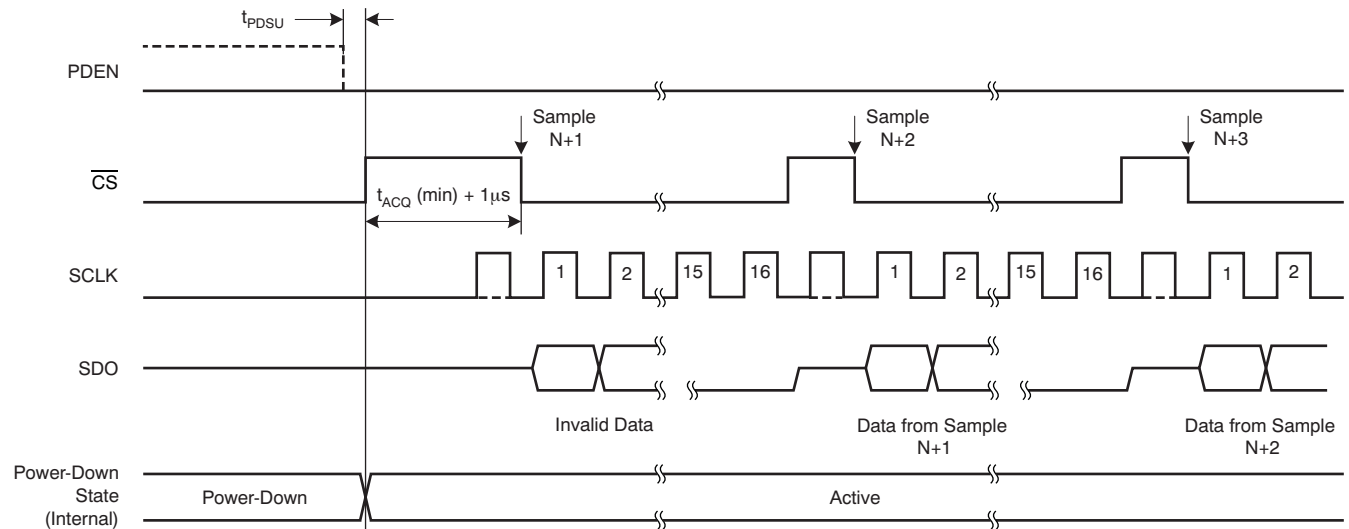 tPDSU
PDEN
Sample
N+1
Sample
N+2
Sample
N+3
CS
tACQ (min) + 1μs
SCLK
1
2
15
16
1
2
15
16
1
2
SDO
Invalid Data
Data from Sample
N+1
Data from Sample
N+2
Power-Down
State
(Internal)
Power-Down
Active